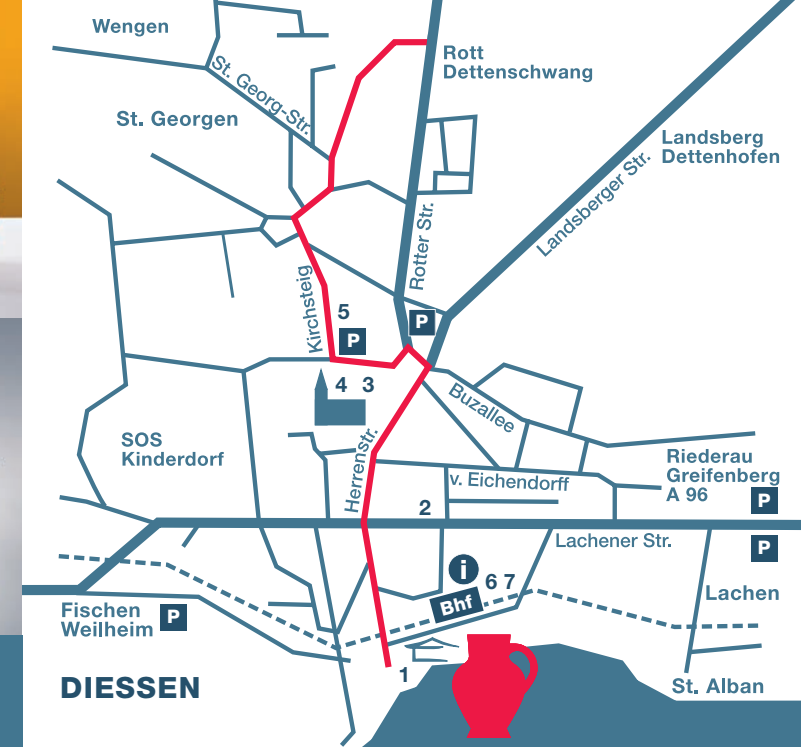 Wengen
St. Georg-Str.
Rott
Dettenschwang
St. Georgen
Landsberg
Dettenhofen
Landsberger Str.
Rotter Str.
Kirchsteig
5
P
P
4 3
Buzallee
SOS
Kinderdorf
Herrenstr.
Riederau
Greifenberg
A 96
P
v. Eichendorff
2
P
Lachener Str.
i
6 7
Bhf
Lachen
Fischen
Weilheim
P
1
DIESSEN
St. Alban